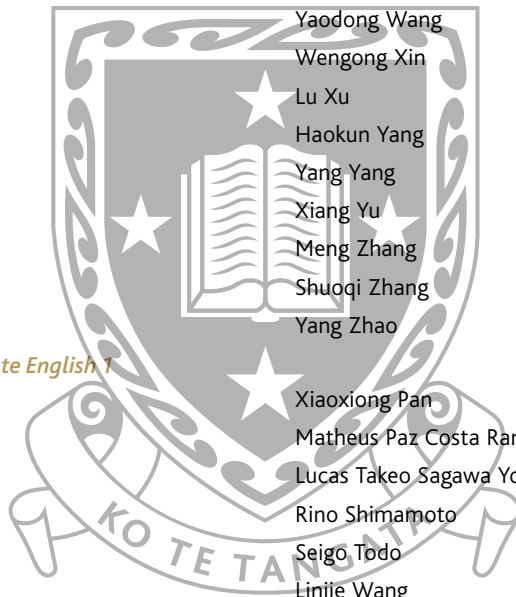 Yaodong Wang
Wengong Xin
Lu Xu
Haokun Yang
Yang Yang
Xiang Yu
Meng Zhang
Shuoqi Zhang
Yang Zhao
te English 1
Xiaoxiong Pan
Matheus Paz Costa Ran
Lucas Takeo Sagawa Yo
Rino Shimamoto
Seigo Todo
Linjie Wang
KO TE TANGATA